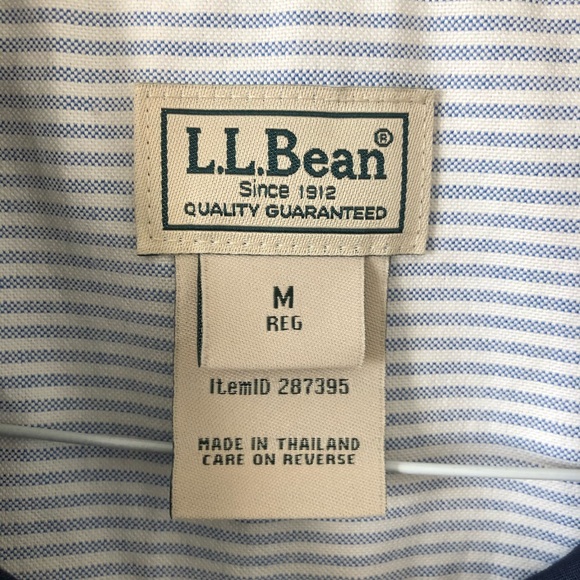 L.L.Bean®
Since 1912
QUALITY GUARANTEED
M
REG
ItemID 287395
MADE IN THAILAND
CARE ON REVERSE